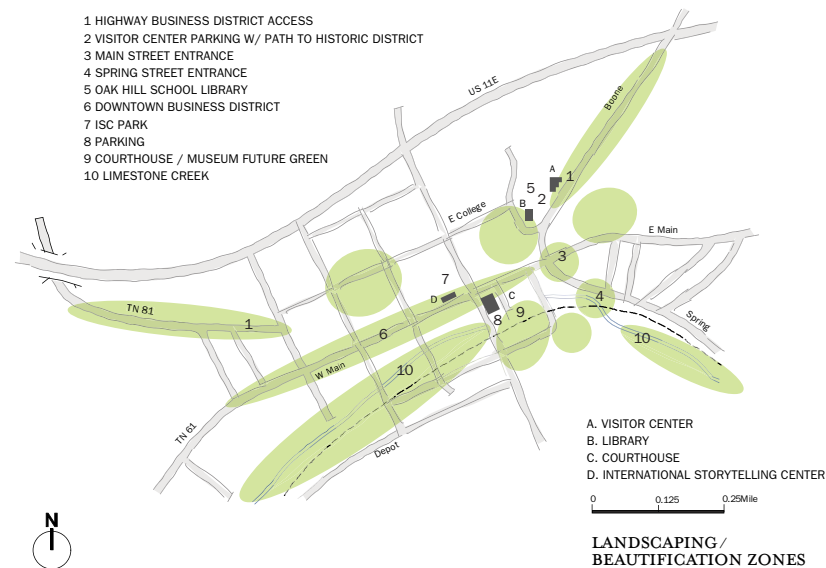 1 HIGHWAY BUSINESS DISTRICT ACCESS
2 VISITOR CENTER PARKING W/ PATH TO HISTORIC DISTRICT
3 MAIN STREET ENTRANCE
4 SPRING STREET ENTRANCE
5 OAK HILL SCHOOL LIBRARY
6 DOWNTOWN BUSINESS DISTRICT
7 ISC PARK
8 PARKING
9 COURTHOUSE / MUSEUM FUTURE GREEN
10 LIMESTONE CREEK
US 11E
Boone
A
1
5
2
B
E College
E Main
3
7
D
C
4
8
9
TN 81
1
6
Spring
10
W Main
10
TN 61
Depot
A. VISITOR CENTER
B. LIBRARY
C. COURTHOUSE
D. INTERNATIONAL STORYTELLING CENTER
0 0.125 0.25Mile
N
LANDSCAPING/
BEAUTIFICATION ZONES